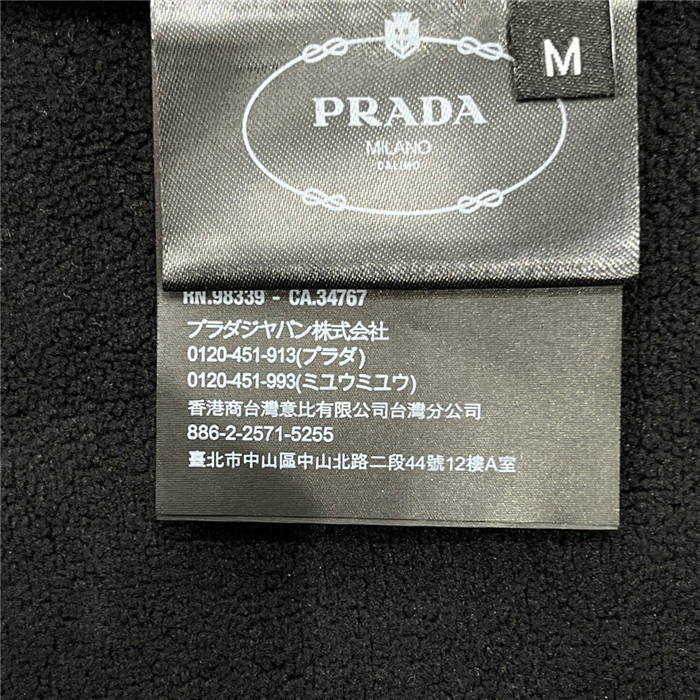 M
PRADA
MILANO
DALIMO
RN.98339 - CA.34767
プラダジヤパン株式会社
0120-451-913(プラダ)
0120-451-993(ミユウミユウ)
香港商台灣意比有限公司台灣分公司
886-2-2571-5255
臺北市中山區中山北路二段44號12樓A室